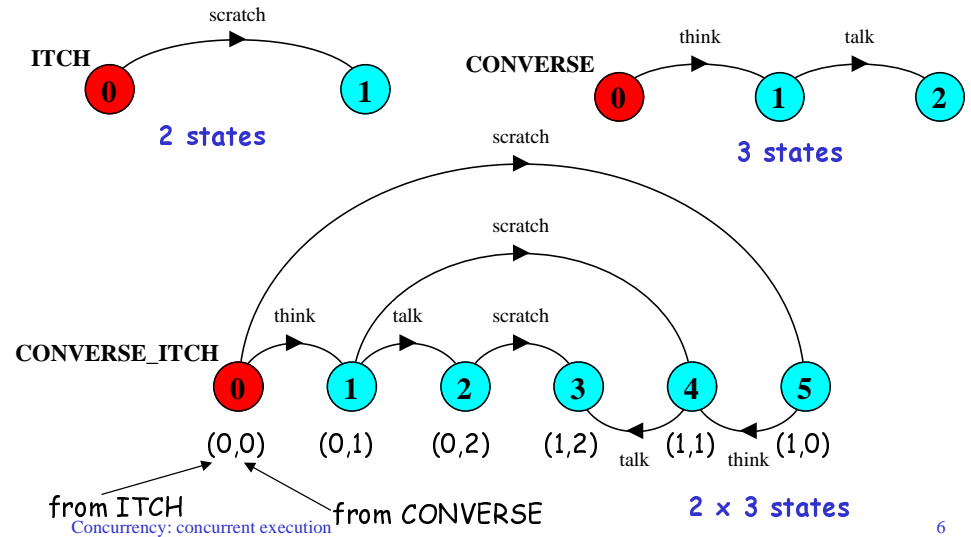 scratch
ITCH
0
1
2 states
think
talk
CONVERSE
0
1
2
3 states
scratch
scratch
think
talk
scratch
CONVERSE_ITCH
0
1
2
3
4
5
(0,0)
(0,1)
(0,2)
(1,2)
talk
(1,1)
think
(1,0)
from ITCH
from CONVERSE
2 x 3 states
Concurrency: concurrent execution
6